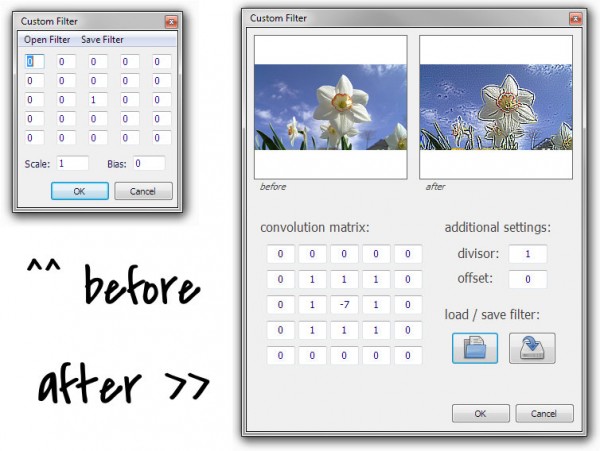 Custom Filter
Open Filter Save Filter
0 0 0 0 0
0 0 0 0 0
0 0 1 0 0
0 0 0 0 0
0 0 0 0 0
Scale: 1 Bias: 0
OK Cancel
^^ before
after >>
Custom Filter
before after
convolution matrix:
0 0 0 0 0
0 1 1 1 0
0 1 -7 1 0
0 1 1 1 0
0 0 0 0 0
additional settings:
divisor: 1
offset: 0
load / save filter:
OK Cancel